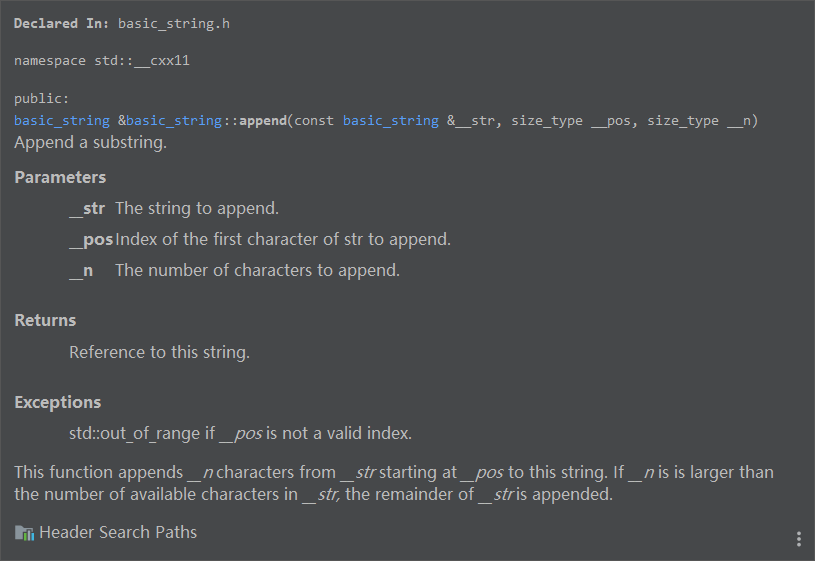 Declared In: basic_string.h
namespace std::__cxx11
public:
basic_string &basic_string::append(const basic_string &__str, size_type __pos, size_type __n)
Append a substring.
Parameters
__str The string to append.
__pos Index of the first character of str to append.
__n The number of characters to append.
Returns
Reference to this string.
Exceptions
std::out_of_range if __pos is not a valid index.
This function appends __n characters from __str starting at __pos to this string. If __n is is larger than
the number of available characters in __str, the remainder of __str is appended.
Header Search Paths